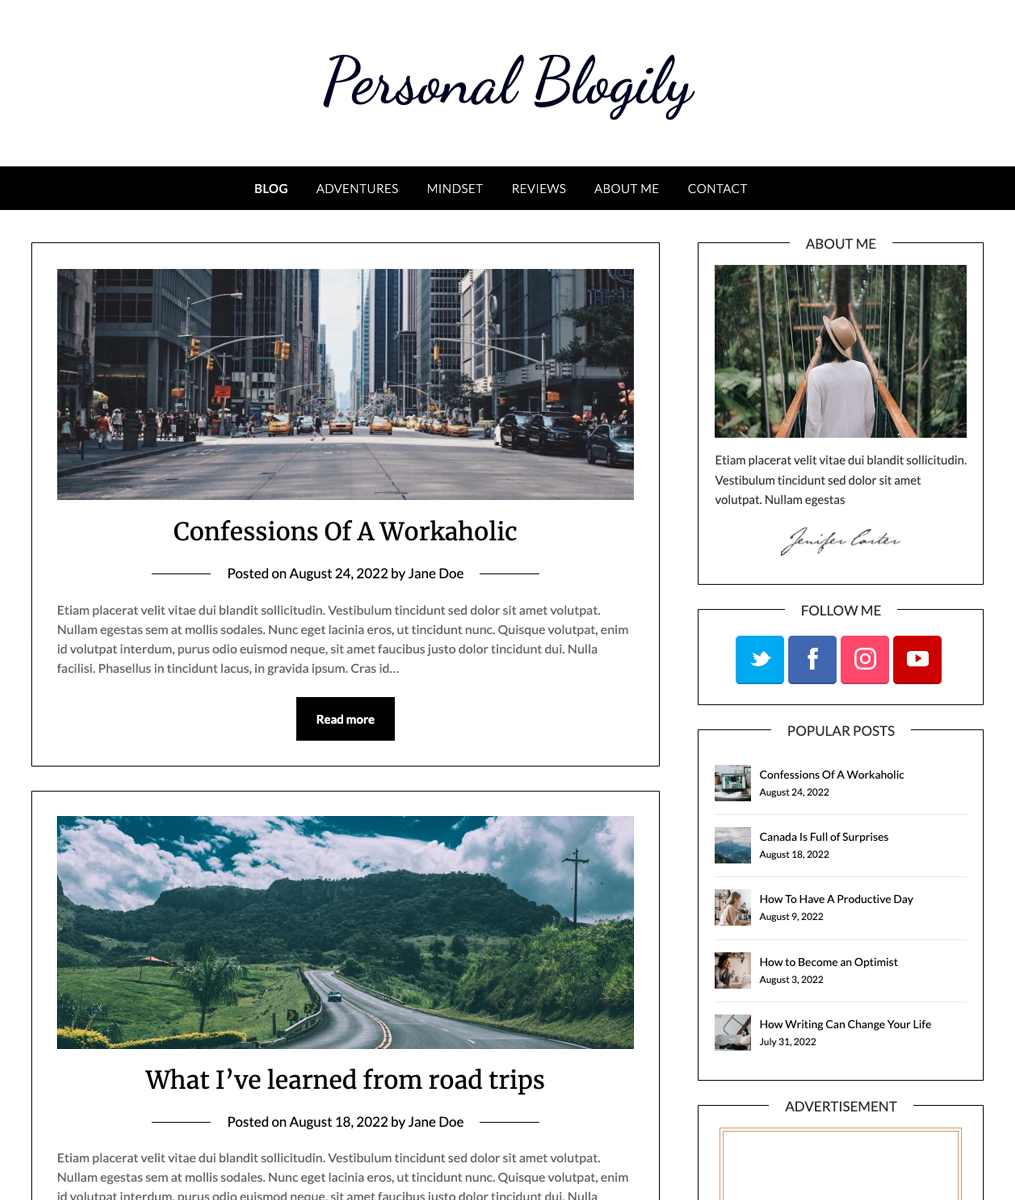 Personal Blogily
BLOG
ADVENTURES
MINDSET
REVIEWS
ABOUT ME
CONTACT
Confessions Of A Workaholic
Posted on August 24, 2022 by Jane Doe
Etiam placerat velit vitae dui blandit sollicitudin. Vestibulum tincidunt sed dolor sit amet volutpat.
Nullam egestas sem at mollis sodales. Nunc eget lacinia eros, ut tincidunt nunc. Quisque volutpat, enim
id volutpat interdum, purus odio euismod neque, sit amet faucibus justo dolor tincidunt dui. Nulla
facilisi. Phasellus in tincidunt lacus, in gravida ipsum. Cras id…
Read more
What I’ve learned from road trips
Posted on August 18, 2022 by Jane Doe
Etiam placerat velit vitae dui blandit sollicitudin. Vestibulum tincidunt sed dolor sit amet volutpat.
Nullam egestas sem at mollis sodales. Nunc eget lacinia eros, ut tincidunt nunc. Quisque volutpat, enim
id volutpat interdum, purus odio euismod neque, sit amet faucibus justo dolor tincidunt dui. Nulla
ABOUT ME
Etiam placerat velit vitae dui blandit sollicitudin.
Vestibulum tincidunt sed dolor sit amet
volutpat. Nullam egestas
Jenifer Carter
FOLLOW ME
POPULAR POSTS
Confessions Of A Workaholic
August 24, 2022
Canada Is Full of Surprises
August 18, 2022
How To Have A Productive Day
August 9, 2022
How to Become an Optimist
August 3, 2022
How Writing Can Change Your Life
July 31, 2022
ADVERTISEMENT